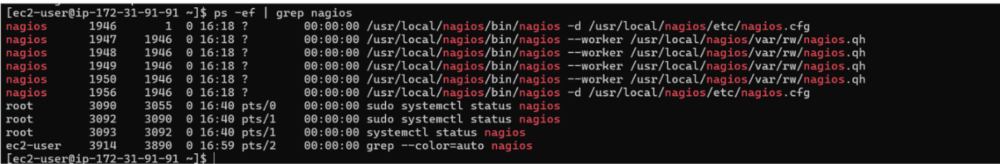 [ec2-user@ip-172-31-91-91 ~]$ ps -ef | grep nagios
nagios      1946       1  0 16:18 ?        00:00:00 /usr/local/nagios/bin/nagios -d /usr/local/nagios/etc/nagios.cfg
nagios      1947    1946  0 16:18 ?        00:00:00 /usr/local/nagios/bin/nagios --worker /usr/local/nagios/var/rw/nagios.qh
nagios      1948    1946  0 16:18 ?        00:00:00 /usr/local/nagios/bin/nagios --worker /usr/local/nagios/var/rw/nagios.qh
nagios      1949    1946  0 16:18 ?        00:00:00 /usr/local/nagios/bin/nagios --worker /usr/local/nagios/var/rw/nagios.qh
nagios      1950    1946  0 16:18 ?        00:00:00 /usr/local/nagios/bin/nagios --worker /usr/local/nagios/var/rw/nagios.qh
nagios      1956    1946  0 16:18 ?        00:00:00 /usr/local/nagios/bin/nagios -d /usr/local/nagios/etc/nagios.cfg
root        3090    3055  0 16:40 pts/0    00:00:00 sudo systemctl status nagios
root        3092    3090  0 16:40 pts/1    00:00:00 sudo systemctl status nagios
root        3093    3092  0 16:40 pts/1    00:00:00 systemctl status nagios
ec2-user    3914    3890  0 16:59 pts/2    00:00:00 grep --color=auto nagios
[ec2-user@ip-172-31-91-91 ~]$